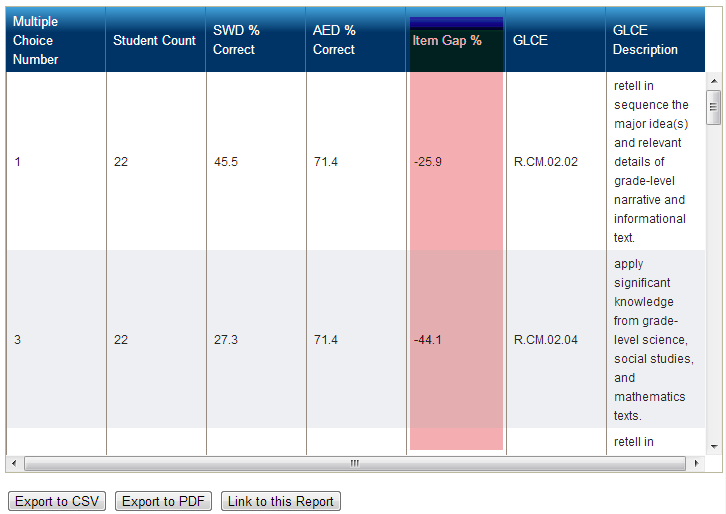 Multiple
Choice
Number
Student Count
SWD %
Correct
AED %
Correct
Item Gap %
GLCE
GLCE
Description
1
22
45.5
71.4
-25.9
R.CM.02.02
retell in
sequence the
major idea(s)
and relevant
details of
grade-level
narrative and
informational
text.
3
22
27.3
71.4
-44.1
R.CM.02.04
apply
significant
knowledge
from grade-
level science,
social studies,
and
mathematics
texts.
retell in
Export to CSV
Export to PDF
Link to this Report